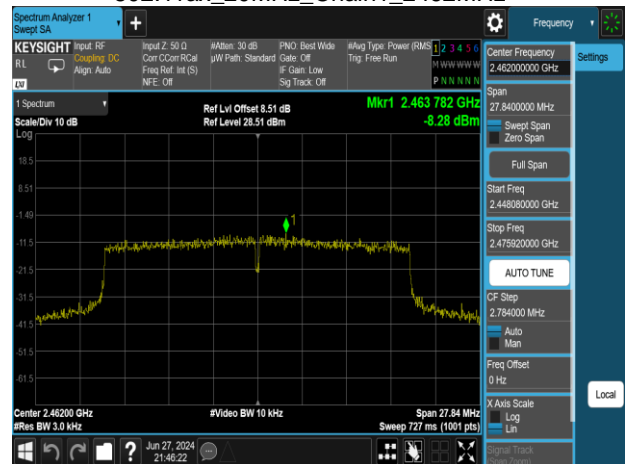 Spectrum Analyzer 1
Swept SA
+
Frequency
KEYSIGHT
RL
LXI
Input: RF
Coupling: DC
Align: Auto
Input Z: 50 Ω
Corr CCorr RCal
Freq Ref: Int (S)
NFE: Off
#Atten: 30 dB
µW Path: Standard
PNO: Best Wide
Gate: Off
IF Gain: Low
Sig Track: Off
#Avg Type: Power (RMS
Trig: Free Run
1 2 3 4 5 6
M W W W W W
P N N N N N
1 Spectrum
Scale/Div 10 dB
Log
Ref Lvl Offset 8.51 dB
Ref Level 28.51 dBm
Mkr1 2.463 782 GHz
-8.28 dBm
18.5
8.51
-1.49
-11.5
-21.5
-31.5
-41.5
-51.5
-61.5
1
Center 2.46200 GHz
#Res BW 3.0 kHz
#Video BW 10 kHz
Span 27.84 MHz
Sweep 727 ms (1001 pts)
Center Frequency
2.462000000 GHz
Span
27.8400000 MHz
Swept Span
Zero Span
Full Span
Start Freq
2.448080000 GHz
Stop Freq
2.475920000 GHz
AUTO TUNE
CF Step
2.784000 MHz
Auto
Man
Freq Offset
0 Hz
X Axis Scale
Log
Lin
Signal Track
(Span Zoom)
Settings
Local
?
Jun 27, 2024
21:46:22